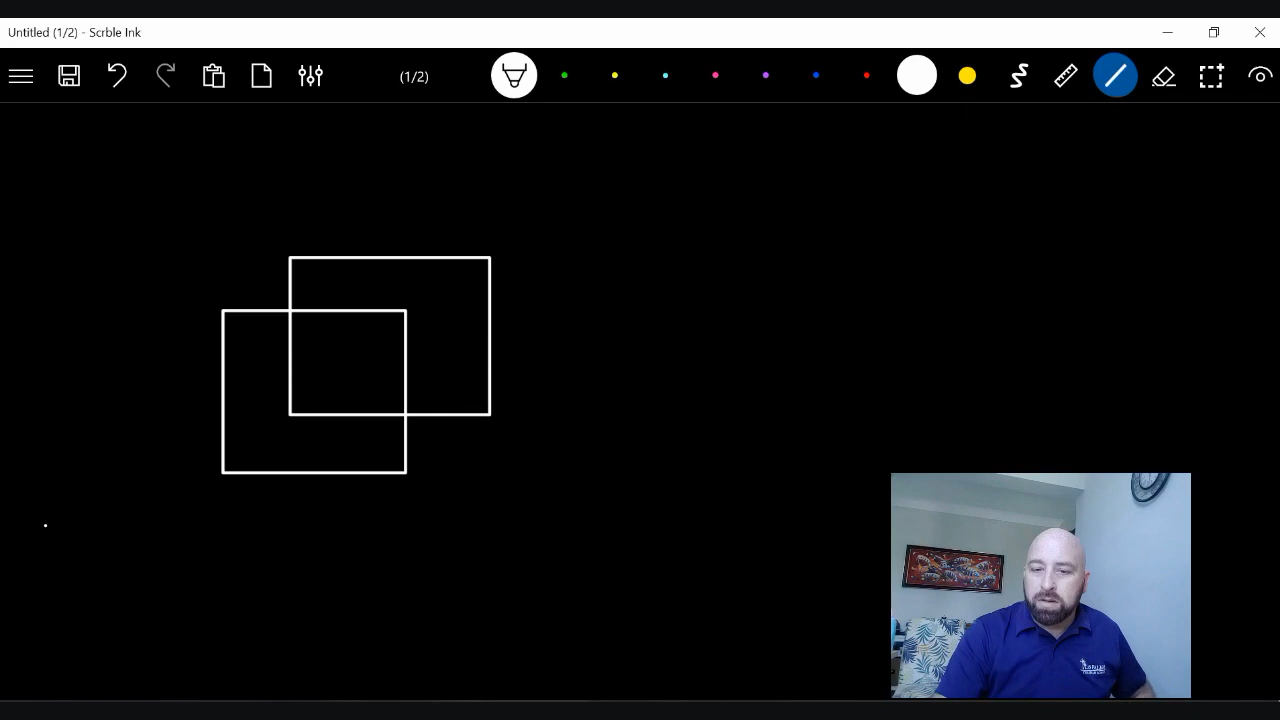 Untitled (1/2) - Scrble Ink
(1/2)